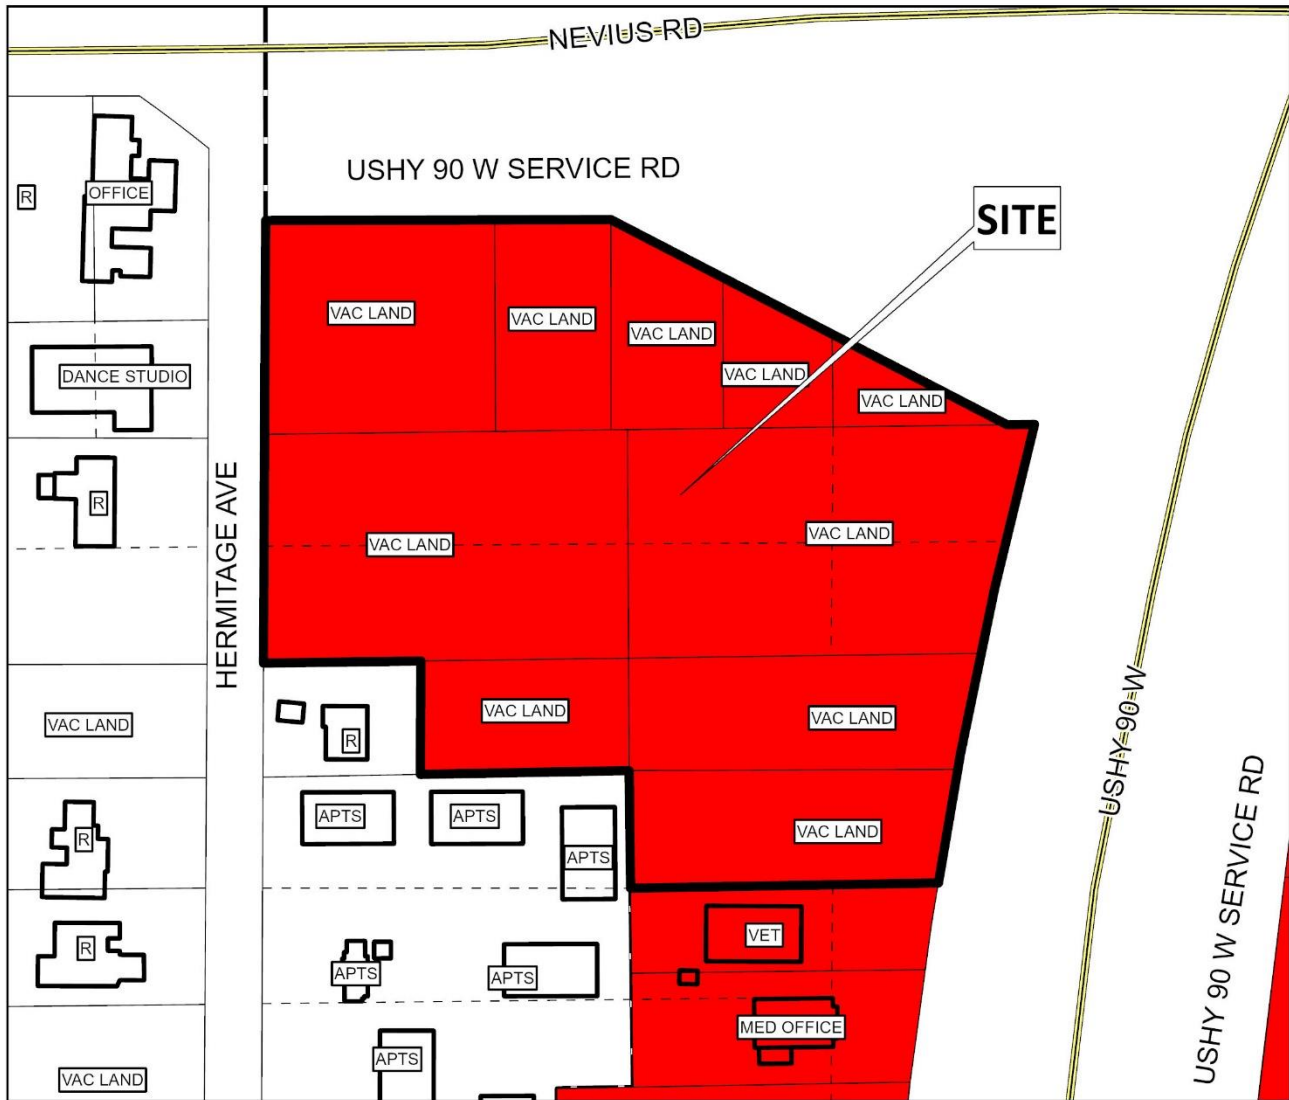 NEVIUS RD
USHY 90 W SERVICE RD
SITE
R
OFFICE
VAC LAND
VAC LAND
VAC LAND
VAC LAND
VAC LAND
DANCE STUDIO
R
HERMITAGE AVE
VAC LAND
VAC LAND
VAC LAND
VAC LAND
VAC LAND
R
USHY 90 W
USHY 90 W SERVICE RD
R
APTS
APTS
APTS
VAC LAND
R
APTS
APTS
VET
MED OFFICE
APTS
VAC LAND